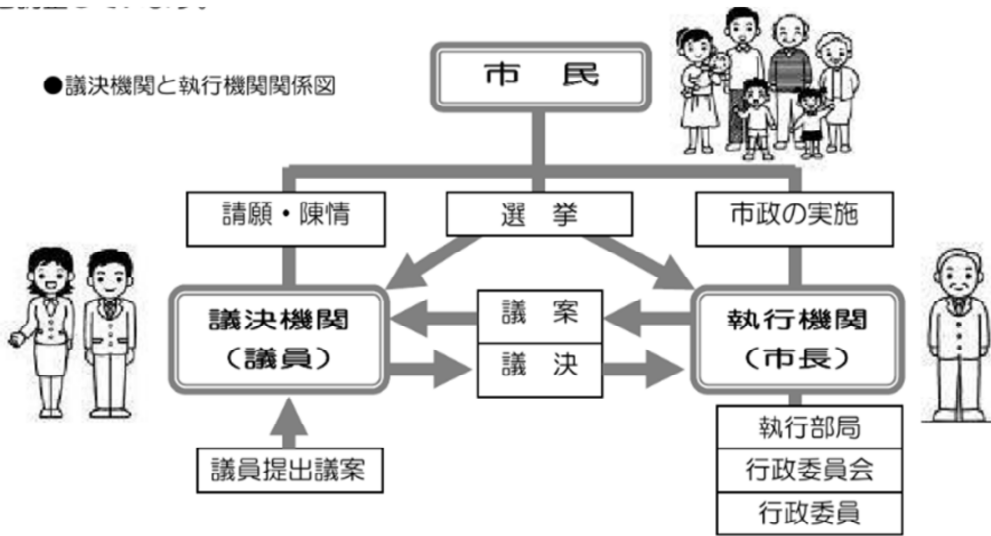 ●議決機関と執行機関関係図
市 民
請願・陳情
選 挙
市政の実施
議決機関
(議員)
議 案
議 決
執行機関
(市長)
議員提出議案
執行部局
行政委員会
行政委員